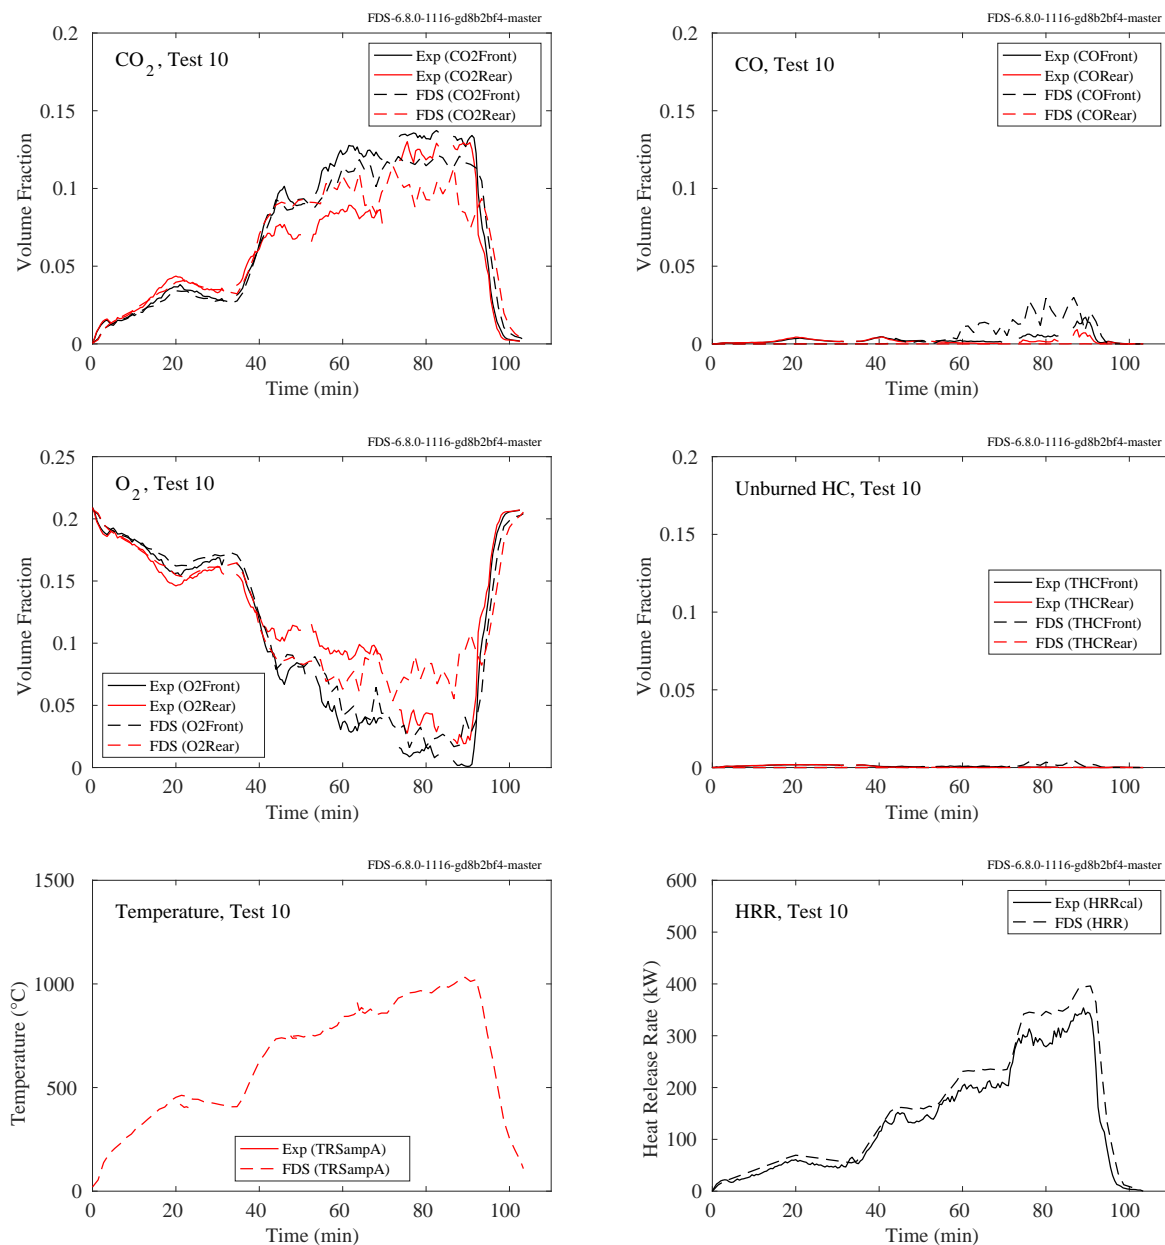 FDS-6.8.0-1116-gd8b2bf4-master
CO2, Test 10
Exp (CO2Front)
Exp (CO2Rear)
FDS (CO2Front)
FDS (CO2Rear)
0.2
0.15
0.1
0.05
0
Volume Fraction
0 20 40 60 80 100
Time (min)
FDS-6.8.0-1116-gd8b2bf4-master
CO, Test 10
Exp (COFront)
Exp (CORear)
FDS (COFront)
FDS (CORear)
0.2
0.15
0.1
0.05
0
Volume Fraction
0 20 40 60 80 100
Time (min)
FDS-6.8.0-1116-gd8b2bf4-master
O2, Test 10
0.25
0.2
0.15
0.1
0.05
0
Volume Fraction
Exp (O2Front)
Exp (O2Rear)
FDS (O2Front)
FDS (O2Rear)
0 20 40 60 80 100
Time (min)
FDS-6.8.0-1116-gd8b2bf4-master
Unburned HC, Test 10
0.2
0.15
0.1
0.05
0
Volume Fraction
Exp (THCFront)
Exp (THCRear)
FDS (THCFront)
FDS (THCRear)
0 20 40 60 80 100
Time (min)
FDS-6.8.0-1116-gd8b2bf4-master
Temperature, Test 10
1500
1000
500
0
Temperature (°C)
Exp (TRSampA)
FDS (TRSampA)
0 20 40 60 80 100
Time (min)
FDS-6.8.0-1116-gd8b2bf4-master
HRR, Test 10
Exp (HRRcal)
FDS (HRR)
600
500
400
300
200
100
0
Heat Release Rate (kW)
0 20 40 60 80 100
Time (min)